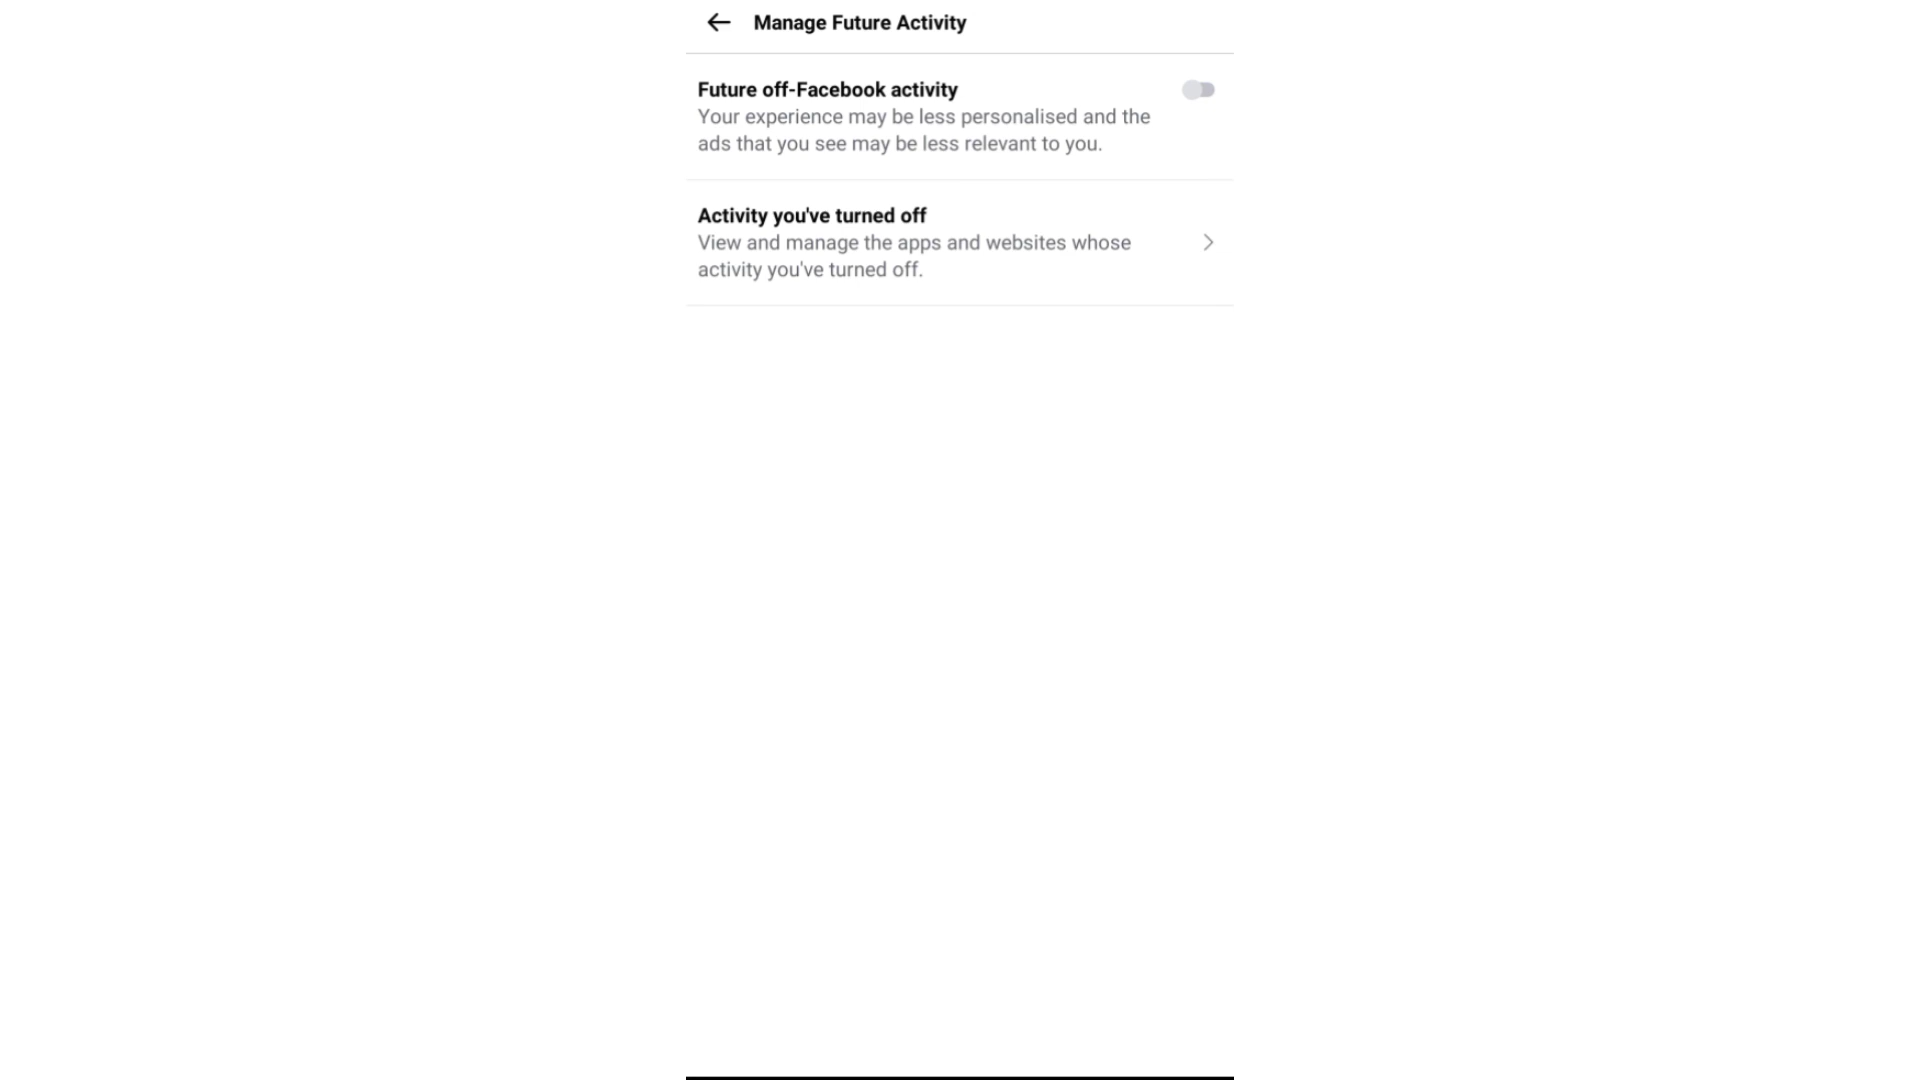 Manage Future Activity
Future off-Facebook activity
Your experience may be less personalised and the
ads that you see may be less relevant to you.
Activity you've turned off
View and manage the apps and websites whose
activity you've turned off.